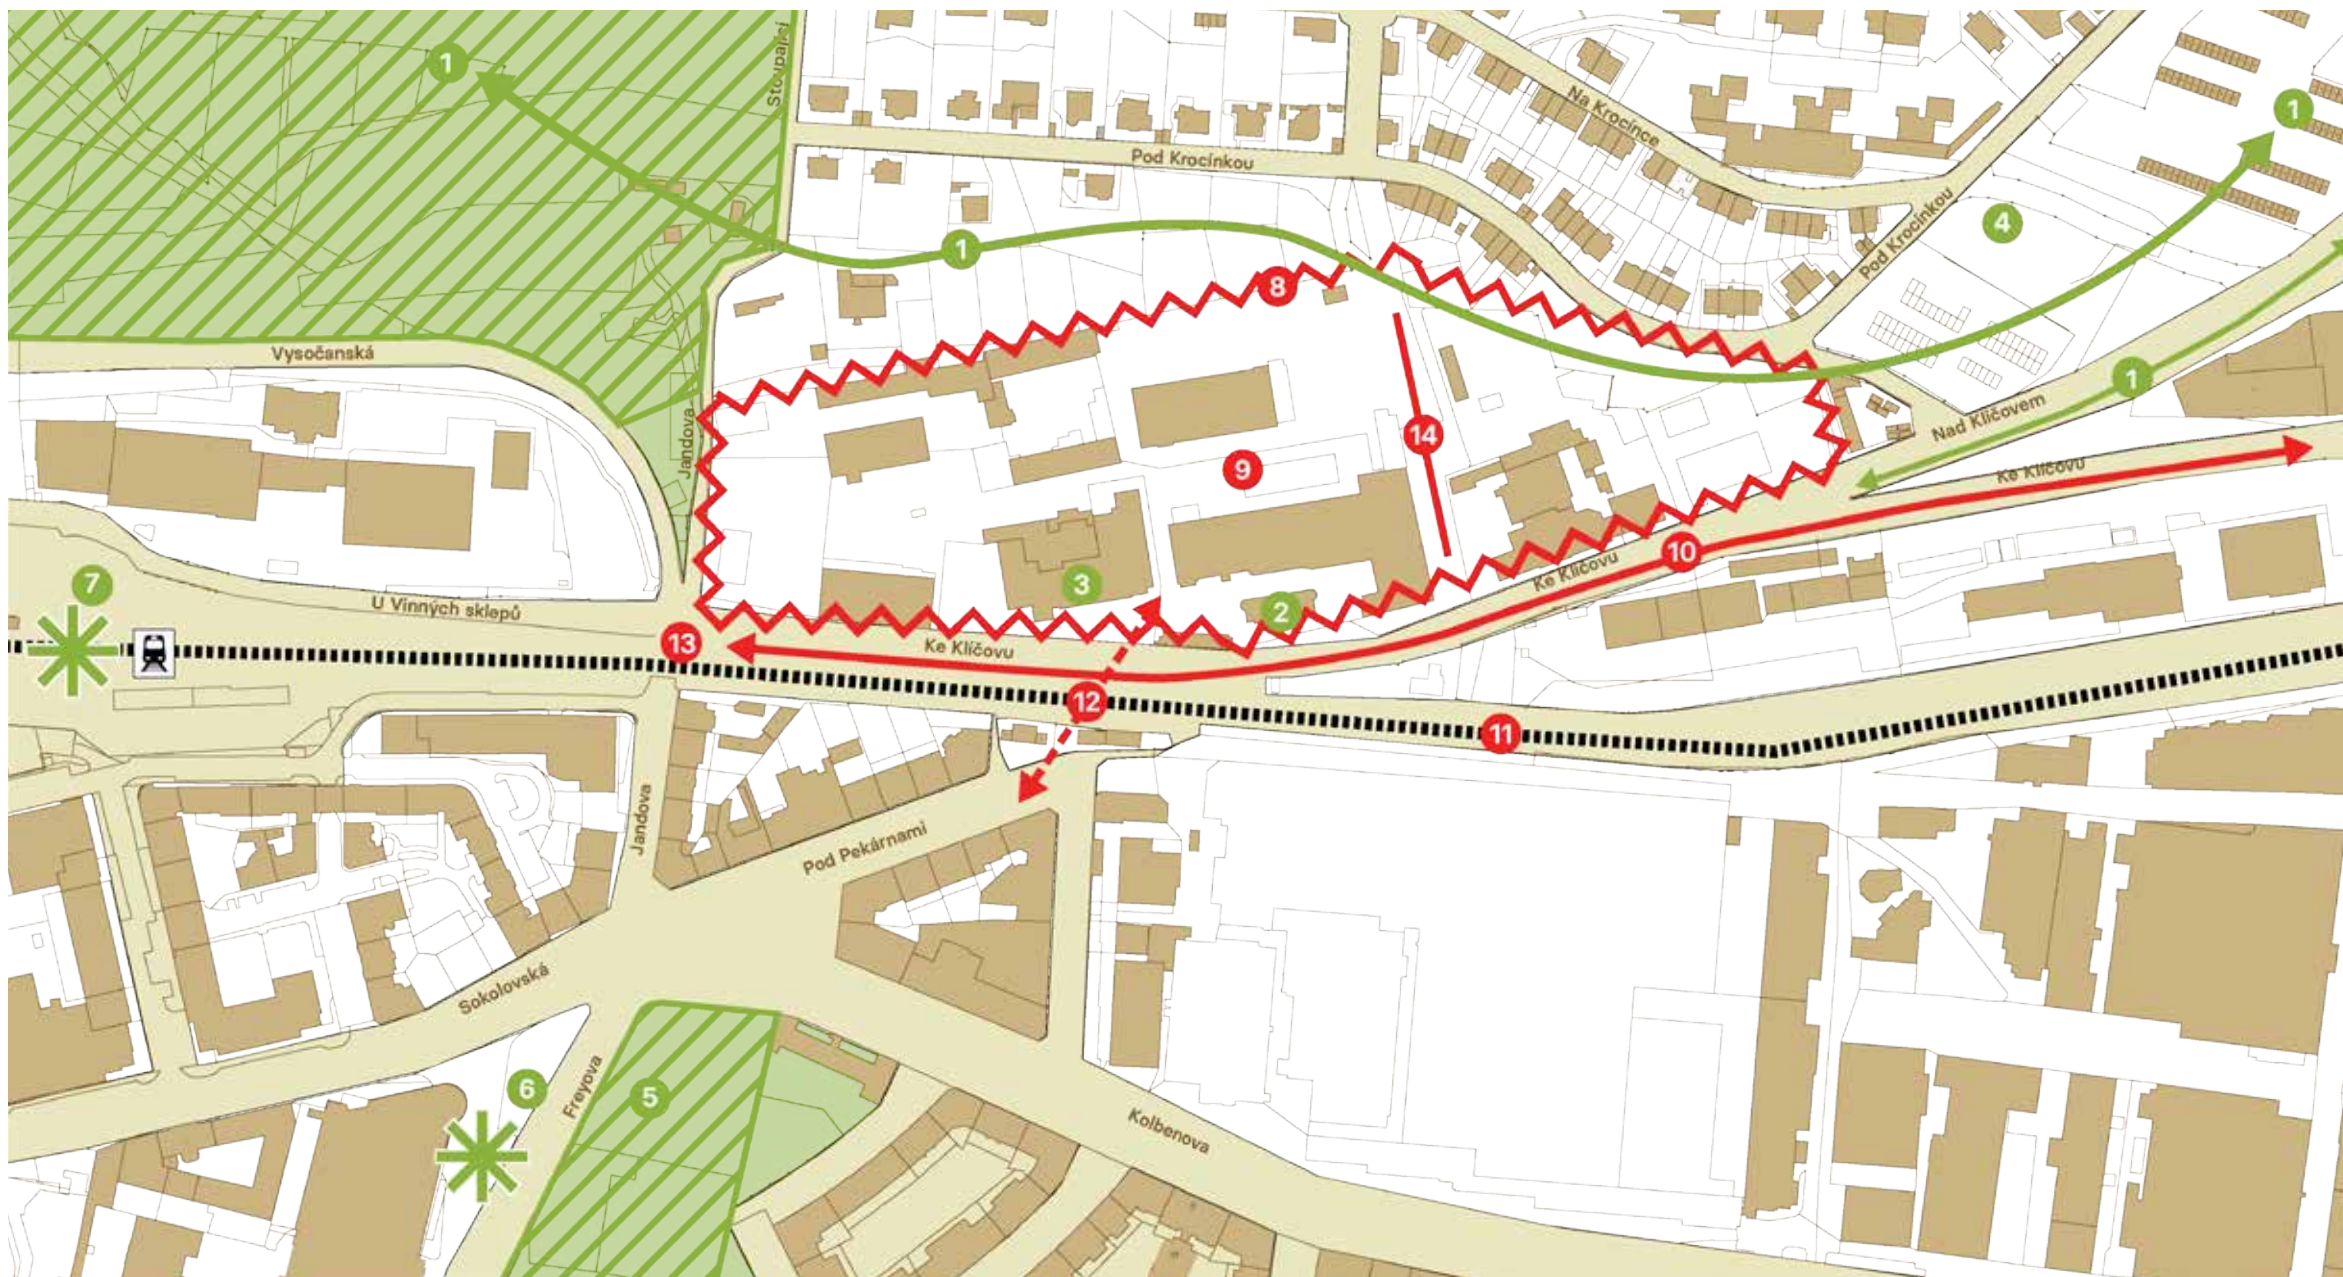 Stoupající
1
Na Krocínce
1
Pod Krocínkou
4
Pod Krocínkou
1
8
Vysočanská
1
Jandova
14
Nad Klíčovem
9
Ke Klíčovu
10
7
3
Ke Klíčovu
2
U Vinných sklepů
13
Ke Klíčovu
12
11
Jandova
Pod Pekárnami
Sokolovská
6
Freyova
5
Kolbenova